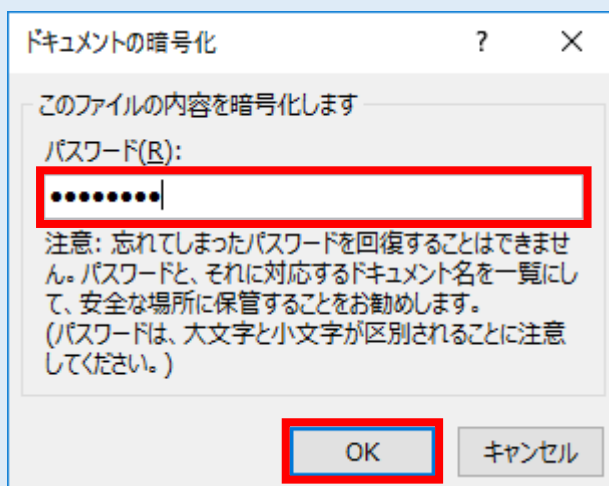 ドキュメントの暗号化 ? ×
このファイルの内容を暗号化します
パスワード(R):
••••••••
注意: 忘れてしまったパスワードを回復することはできませ
ん。パスワードと、それに対応するドキュメント名を一覧にし
て、安全な場所に保管することをお勧めします。
(パスワードは、大文字と小文字が区別されることに注意
してください。)
OK キャンセル